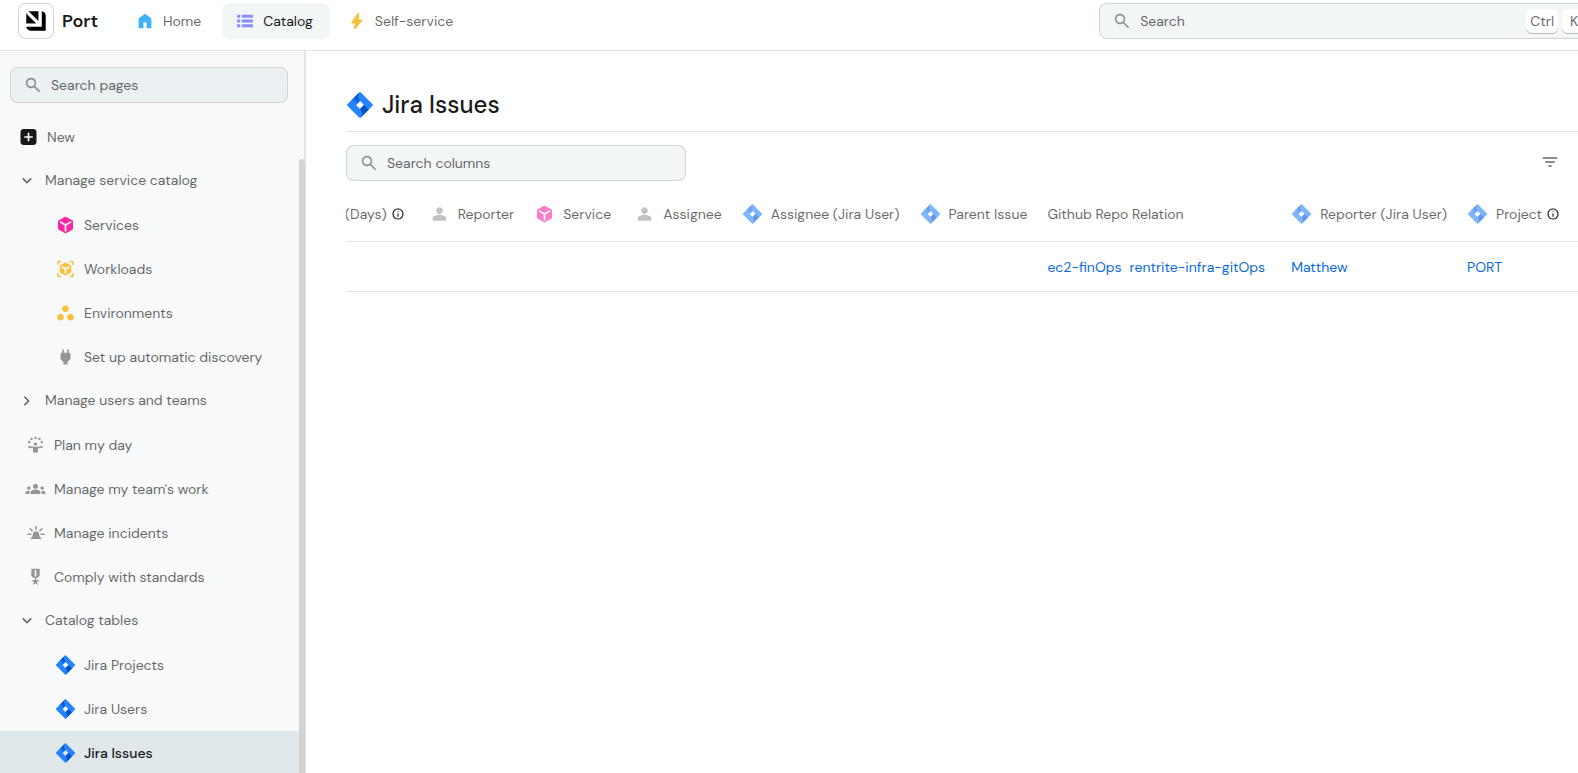 Port Home Catalog Self-service Search Ctrl K
Search pages
New
Manage service catalog
Services
Workloads
Environments
Set up automatic discovery
Manage users and teams
Plan my day
Manage my team's work
Manage incidents
Comply with standards
Catalog tables
Jira Projects
Jira Users
Jira Issues
Jira Issues
Search columns
(Days) Reporter Service Assignee Assignee (Jira User) Parent Issue Github Repo Relation Reporter (Jira User) Project
ec2-finOps rentrite-infra-gitOps Matthew PORT